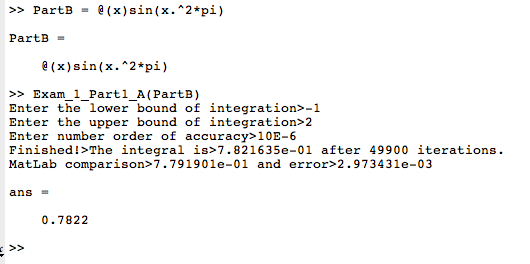 >> PartB = @(x)sin(x.^2*pi)
PartB =
@(x)sin(x.^2*pi)
>> Exam_1_Part1_A(PartB)
Enter the lower bound of integration>-1
Enter the upper bound of integration>2
Enter number order of accuracy>10E-6
Finished!>The integral is>7.821635e-01 after 49900 iterations.
MatLab comparison>7.791901e-01 and error>2.973431e-03
ans =
0.7822
>>